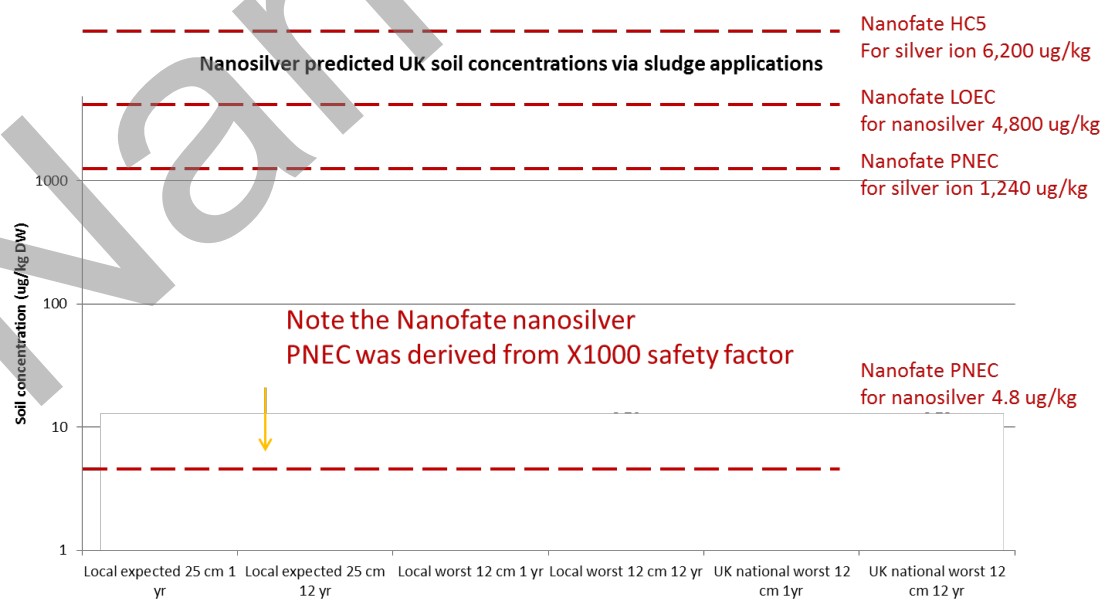 Nanofate HC5
For silver ion 6,200 ug/kg
Nanosilver predicted UK soil concentrations via sludge applications
Nanofate LOEC
for nanosilver 4,800 ug/kg
Nanofate PNEC
for silver ion 1,240 ug/kg
1000
100
10
1
Soil concentration (ug/kg DW)
Note the Nanofate nanosilver
PNEC was derived from X1000 safety factor
Nanofate PNEC
for nanosilver 4.8 ug/kg
Local expected 25 cm 1
yr
Local expected 25 cm
12 yr
Local worst 12 cm 1 yr
Local worst 12 cm 12 yr
UK national worst 12
cm 1yr
UK national worst 12
cm 12 yr